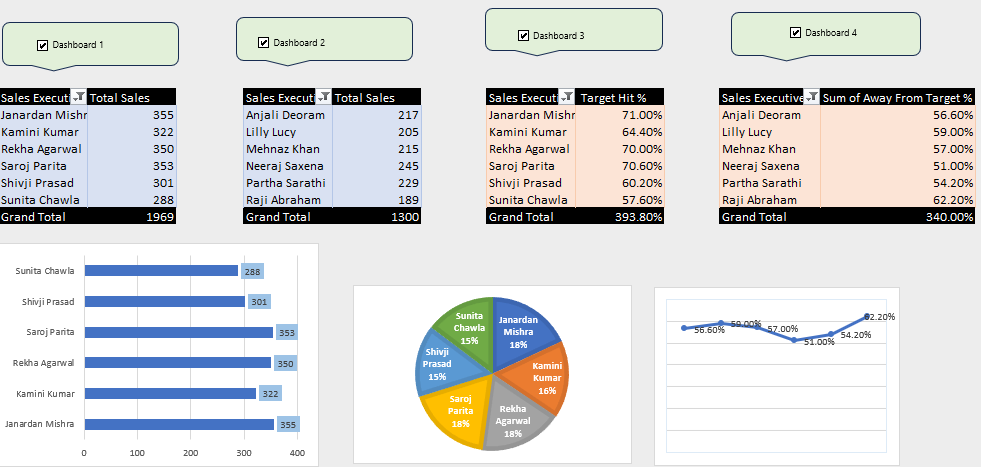 Dashboard 1
Dashboard 2
Dashboard 3
Dashboard 4
Sales Executi Total Sales
Janardan Mishr 355
Kamini Kumar 322
Rekha Agarwal 350
Saroj Parita 353
Shivji Prasad 301
Sunita Chawla 288
Grand Total 1969
Sales Executi Total Sales
Anjali Deoram 217
Lilly Lucy 205
Mehnaz Khan 215
Neeraj Saxena 245
Partha Sarathi 229
Raji Abraham 189
Grand Total 1300
Sales Executi Target Hit %
Janardan Mishr 71.00%
Kamini Kumar 64.40%
Rekha Agarwal 70.00%
Saroj Parita 70.60%
Shivji Prasad 60.20%
Sunita Chawla 57.60%
Grand Total 393.80%
Sales Executive Sum of Away From Target %
Anjali Deoram 56.60%
Lilly Lucy 59.00%
Mehnaz Khan 57.00%
Neeraj Saxena 51.00%
Partha Sarathi 54.20%
Raji Abraham 62.20%
Grand Total 340.00%
Sunita Chawla 288
Shivji Prasad 301
Saroj Parita 353
Rekha Agarwal 350
Kamini Kumar 322
Janardan Mishra 355
0 100 200 300 400
Janardan
Mishra
18%
Kamini
Kumar
16%
Rekha
Agarwal
18%
Saroj
Parita
18%
Shivji
Prasad
15%
Sunita
Chawla
15%
56.60%
59.00%
57.00%
51.00%
54.20%
62.20%